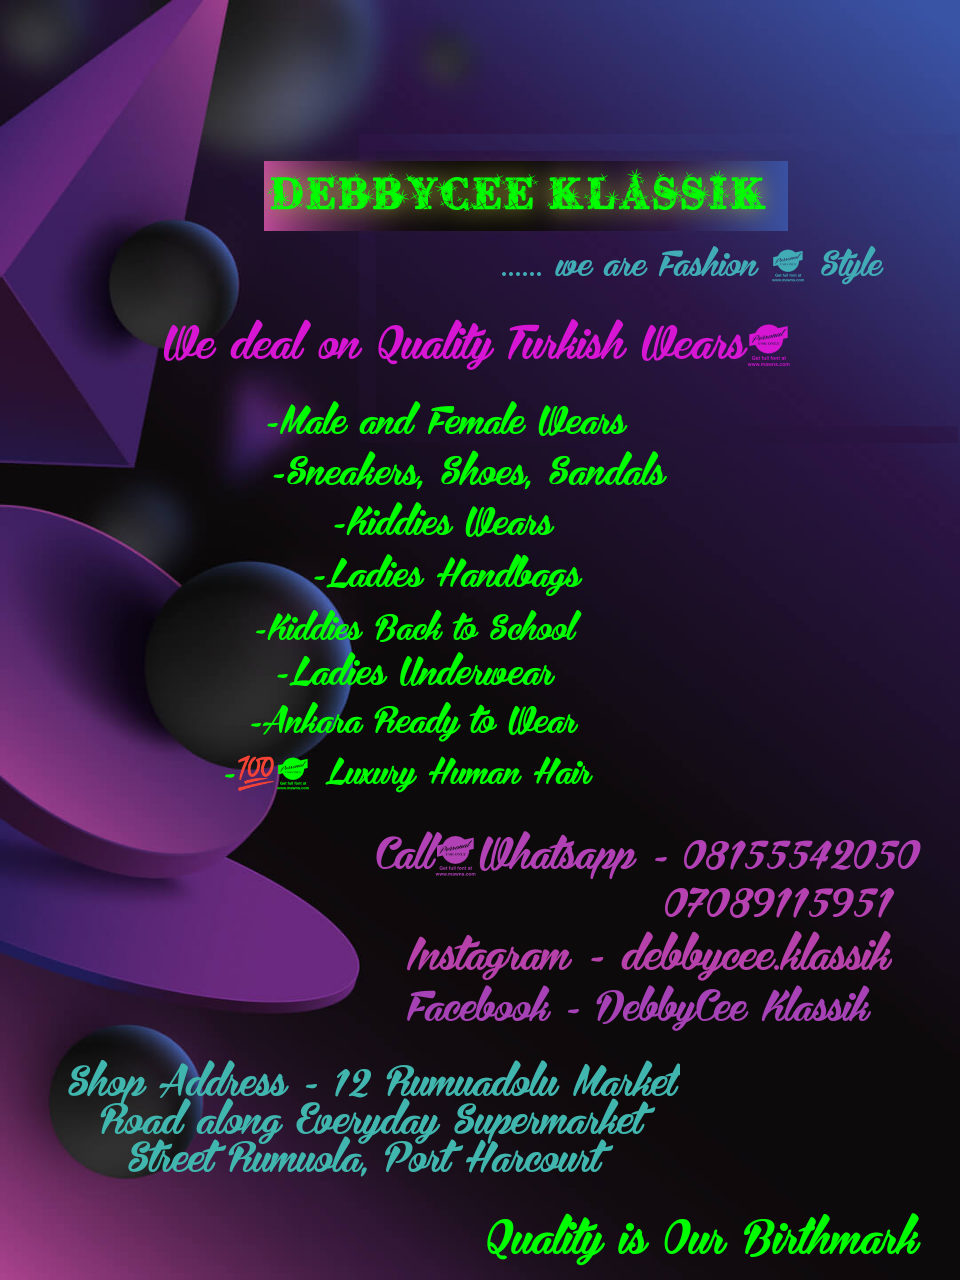 DEBBYCEE KLASSIK
...... we are Fashion Style
We deal on Quality Turkish Wears
-Male and Female Wears
-Sneakers, Shoes, Sandals
-Kiddies Wears
-Ladies Handbags
-Kiddies Back to School
-Ladies Underwear
-Ankara Ready to Wear
-💯 Luxury Human Hair
Call Whatsapp - 08155542050
07089115951
Instagram - debbycee.klassik
Facebook - DebbyCee Klassik
Shop Address - 12 Rumuadolu Market
Road along Everyday Supermarket
Street Rumuola, Port Harcourt
Quality is Our Birthmark